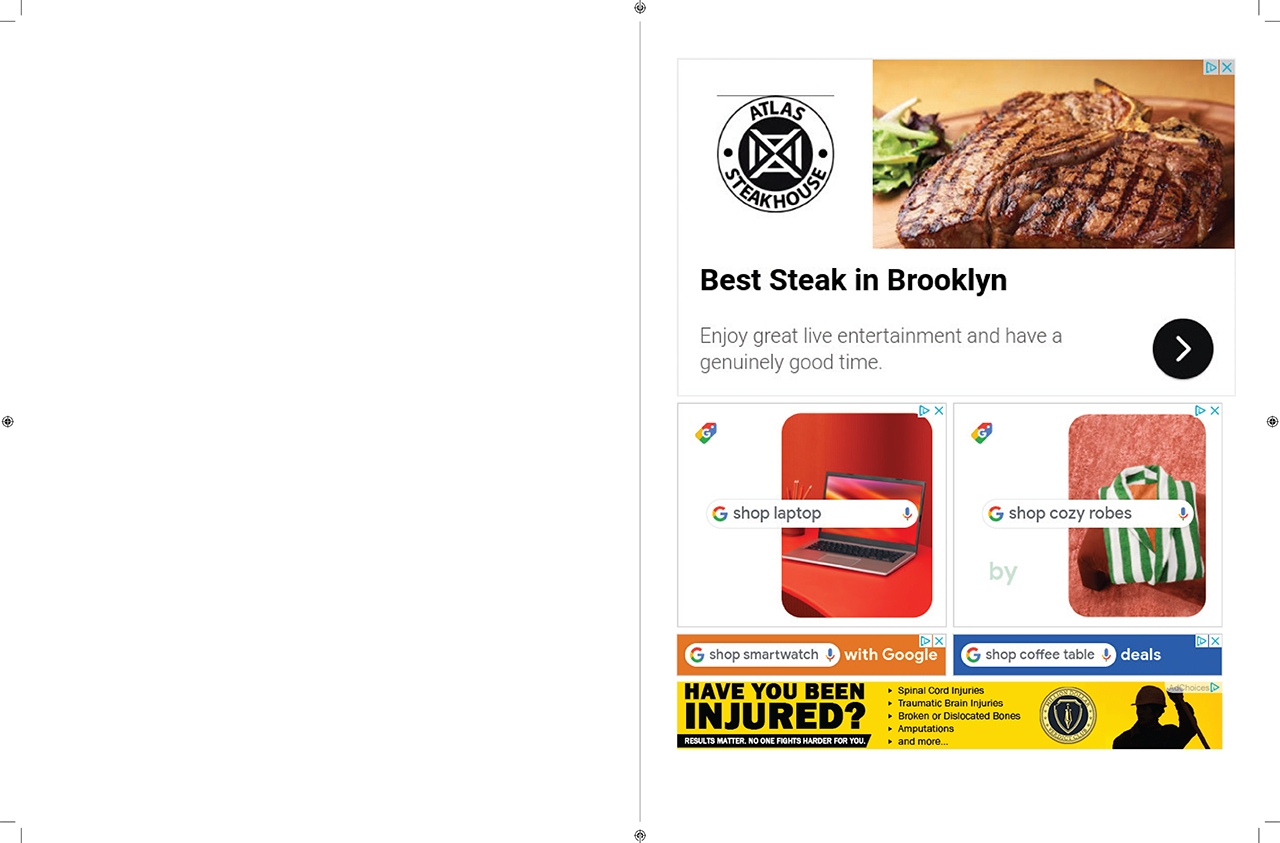 ATLAS
STEAKHOUSE
Best Steak in Brooklyn
Enjoy great live entertainment and have a
genuinely good time.
shop laptop
shop cozy robes
by
shop smartwatch with Google
shop coffee table deals
HAVE YOU BEEN
INJURED?
RESULTS MATTER. NO ONE FIGHTS HARDER FOR YOU.
Spinal Cord Injuries
Traumatic Brain Injuries
Broken or Dislocated Bones
Amputations
and more...
AdChoices